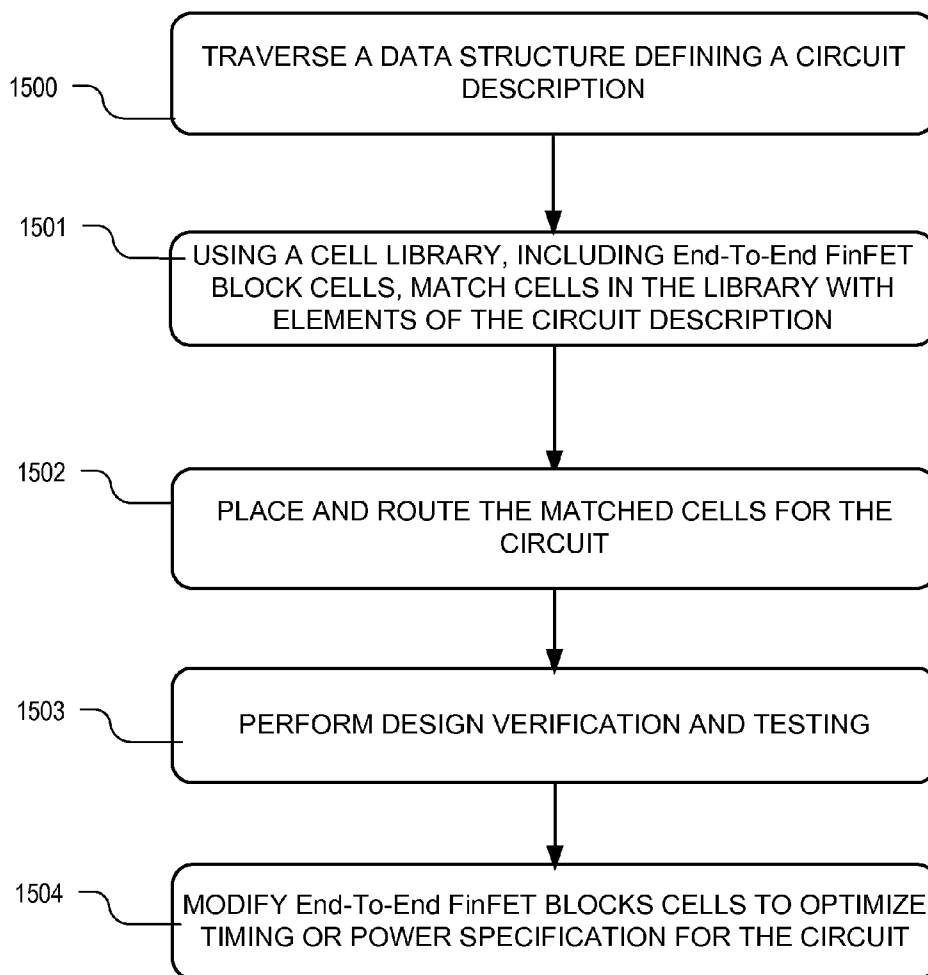 1500
TRAVERSE A DATA STRUCTURE DEFINING A CIRCUIT
DESCRIPTION
1501
USING A CELL LIBRARY, INCLUDING End-To-End FinFET
BLOCK CELLS, MATCH CELLS IN THE LIBRARY WITH
ELEMENTS OF THE CIRCUIT DESCRIPTION
1502
PLACE AND ROUTE THE MATCHED CELLS FOR THE
CIRCUIT
1503
PERFORM DESIGN VERIFICATION AND TESTING
1504
MODIFY End-To-End FinFET BLOCKS CELLS TO OPTIMIZE
TIMING OR POWER SPECIFICATION FOR THE CIRCUIT